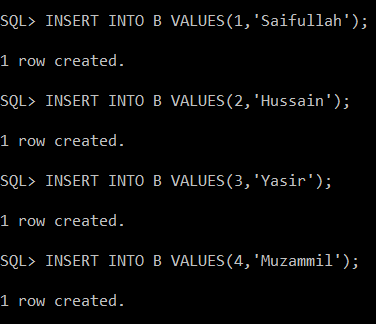 SQL> INSERT INTO B VALUES(1,'Saifullah');
1 row created.
SQL> INSERT INTO B VALUES(2,'Hussain');
1 row created.
SQL> INSERT INTO B VALUES(3,'Yasir');
1 row created.
SQL> INSERT INTO B VALUES(4,'Muzammil');
1 row created.